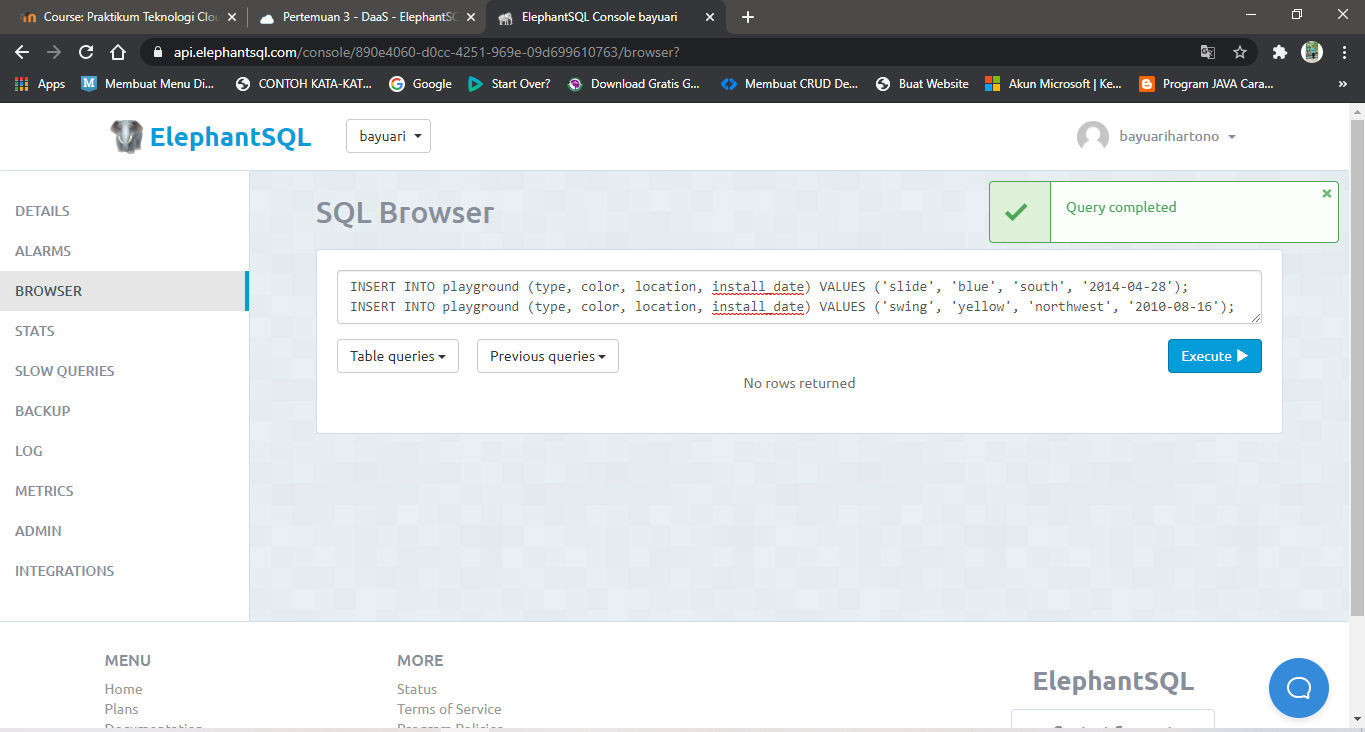 Course: Praktikum Teknologi Clou
Pertemuan 3 - DaaS - ElephantSQ
ElephantSQL Console bayuari
api.elephantsql.com/console/890e4060-d0cc-4251-969e-09d699610763/browser?
Apps
Membuat Menu Di...
CONTOH KATA-KAT...
Google
Start Over?
Download Gratis G...
Membuat CRUD De...
Buat Website
Akun Microsoft | Ke...
Program JAVA Cara...
»
ElephantSQL
bayuari
bayuarihartono
DETAILS
ALARMS
BROWSER
STATS
SLOW QUERIES
BACKUP
LOG
METRICS
ADMIN
INTEGRATIONS
SQL Browser
Query completed
INSERT INTO playground (type, color, location, install_date) VALUES ('slide', 'blue', 'south', '2014-04-28');
INSERT INTO playground (type, color, location, install_date) VALUES ('swing', 'yellow', 'northwest', '2010-08-16');
Table queries
Previous queries
Execute
No rows returned
MENU
Home
Plans
Documentation
MORE
Status
Terms of Service
Program Policies
ElephantSQL